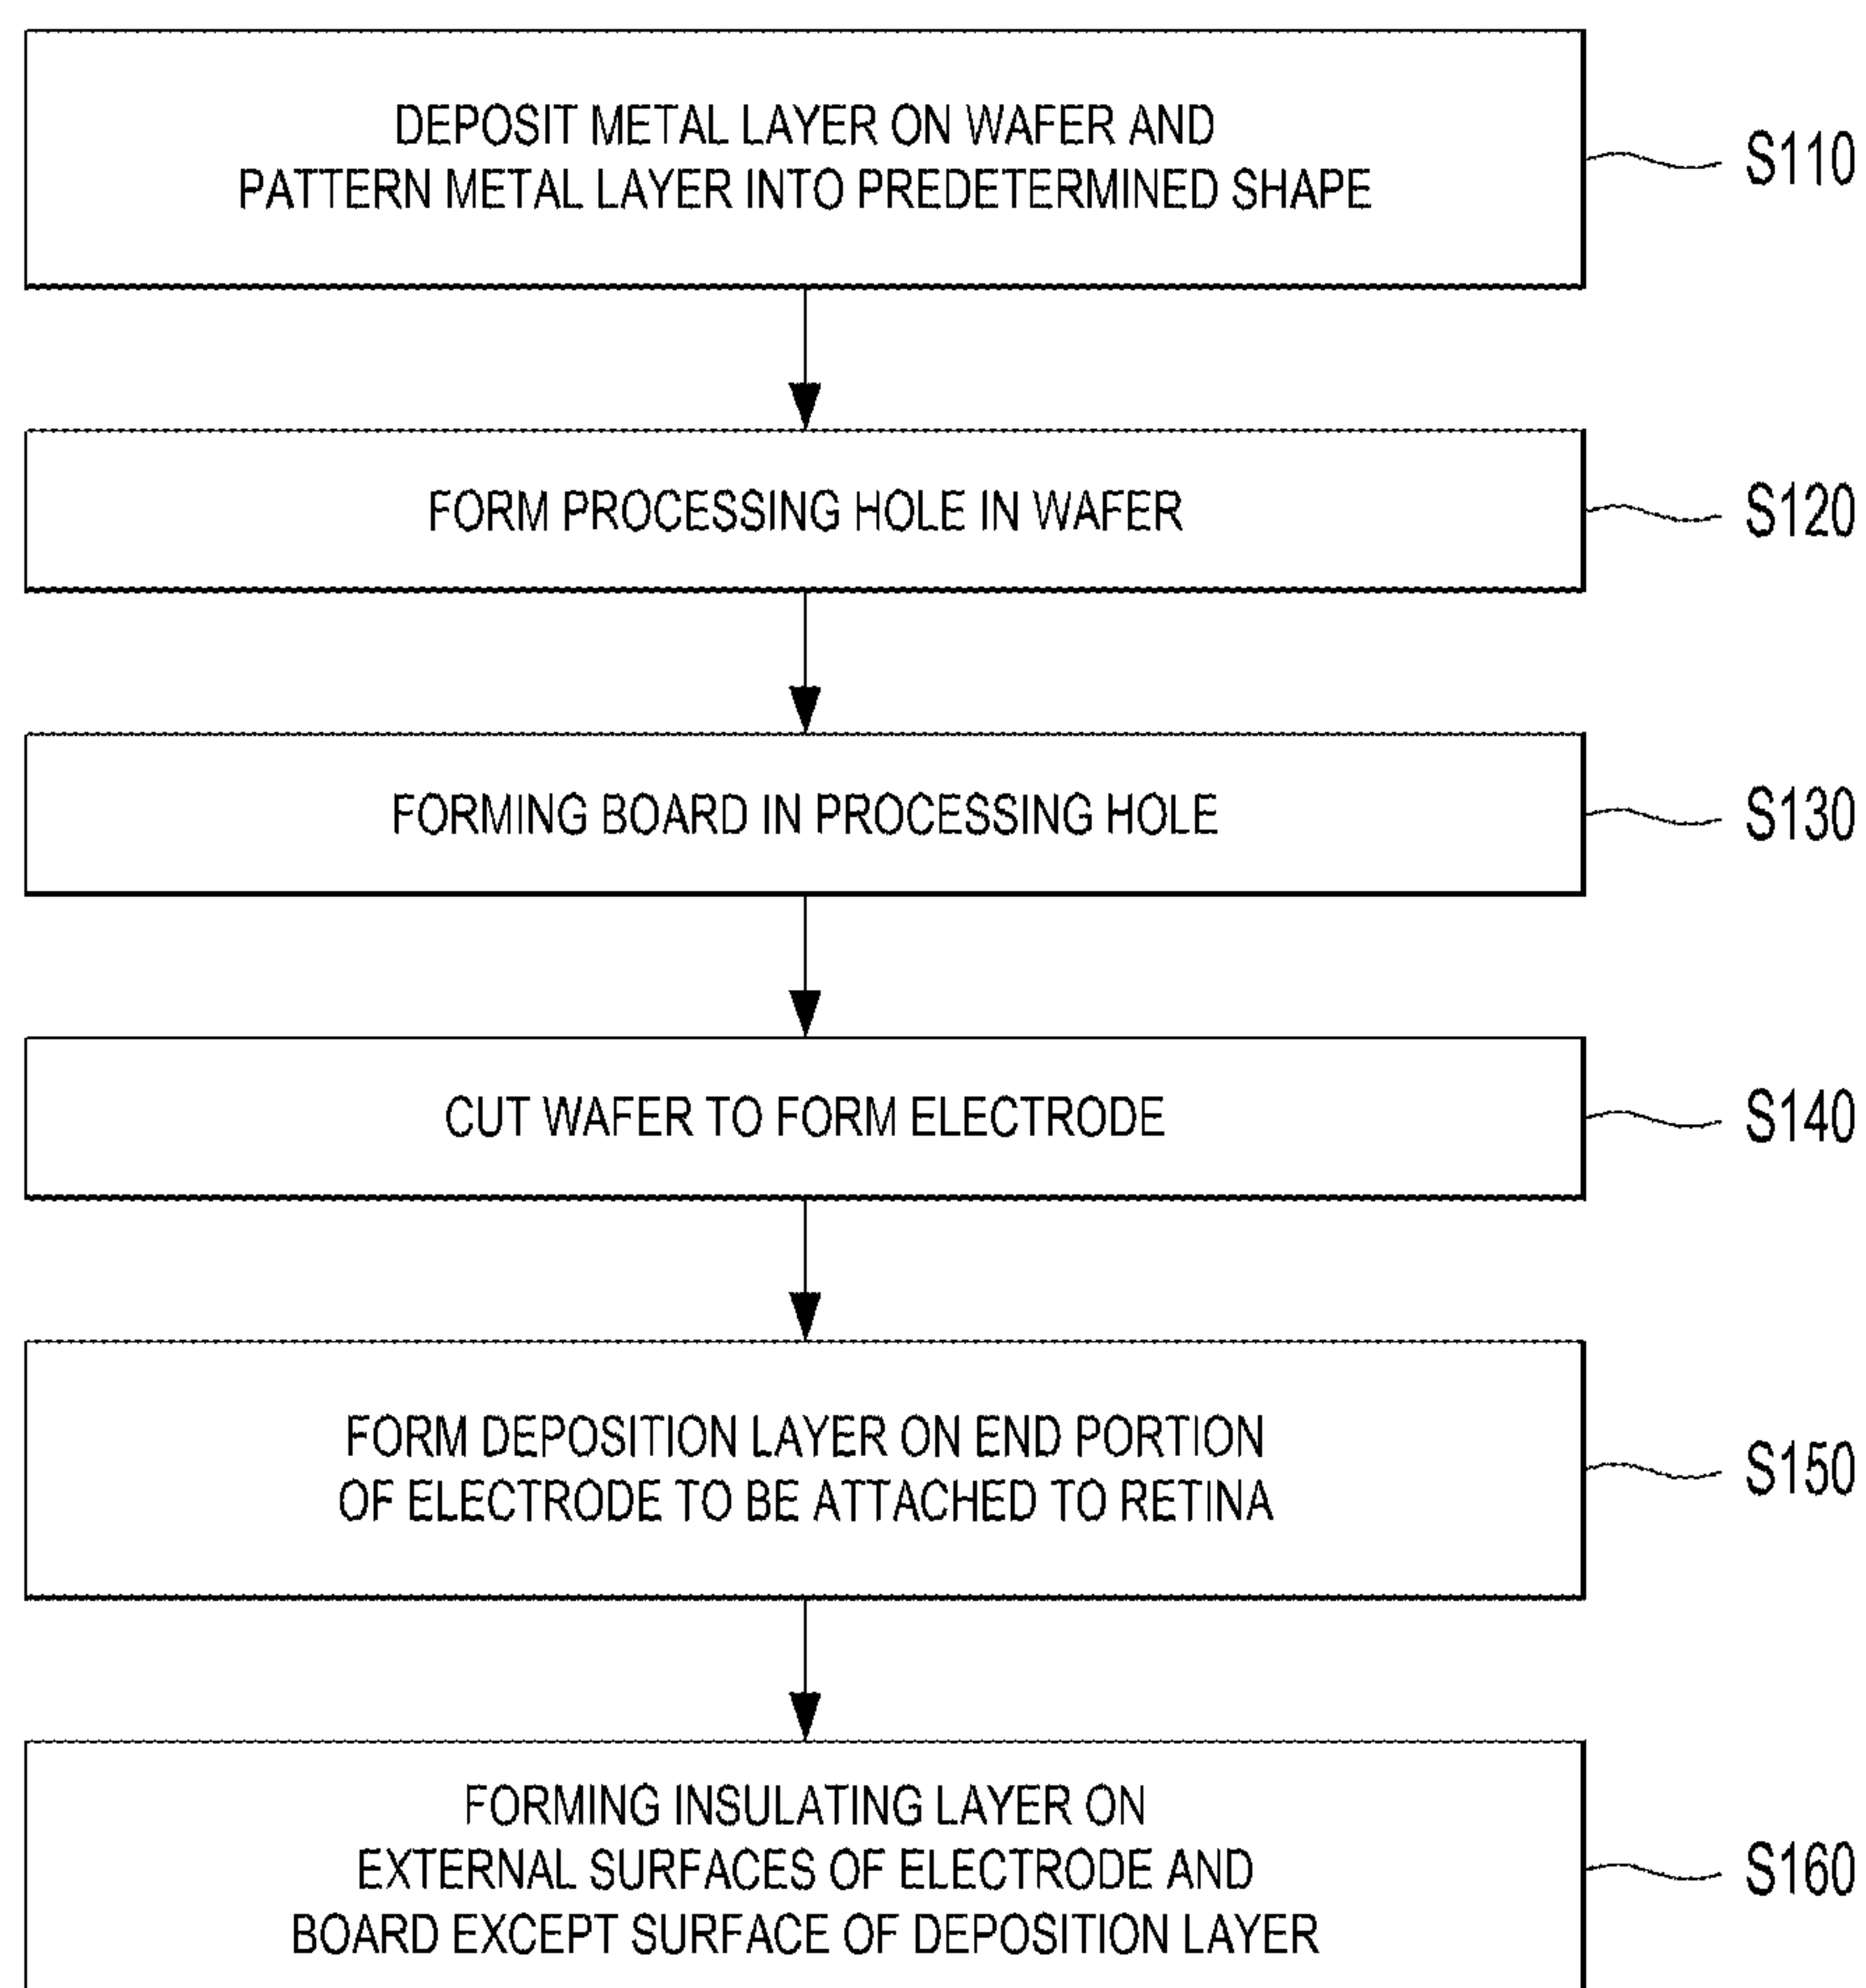 DEPOSIT METAL LAYER ON WAFER AND
PATTERN METAL LAYER INTO PREDETERMINED SHAPE
S110
FORM PROCESSING HOLE IN WAFER
S120
FORMING BOARD IN PROCESSING HOLE
S130
CUT WAFER TO FORM ELECTRODE
S140
FORM DEPOSITION LAYER ON END PORTION
OF ELECTRODE TO BE ATTACHED TO RETINA
S150
FORMING INSULATING LAYER ON
EXTERNAL SURFACES OF ELECTRODE AND
BOARD EXCEPT SURFACE OF DEPOSITION LAYER
S160